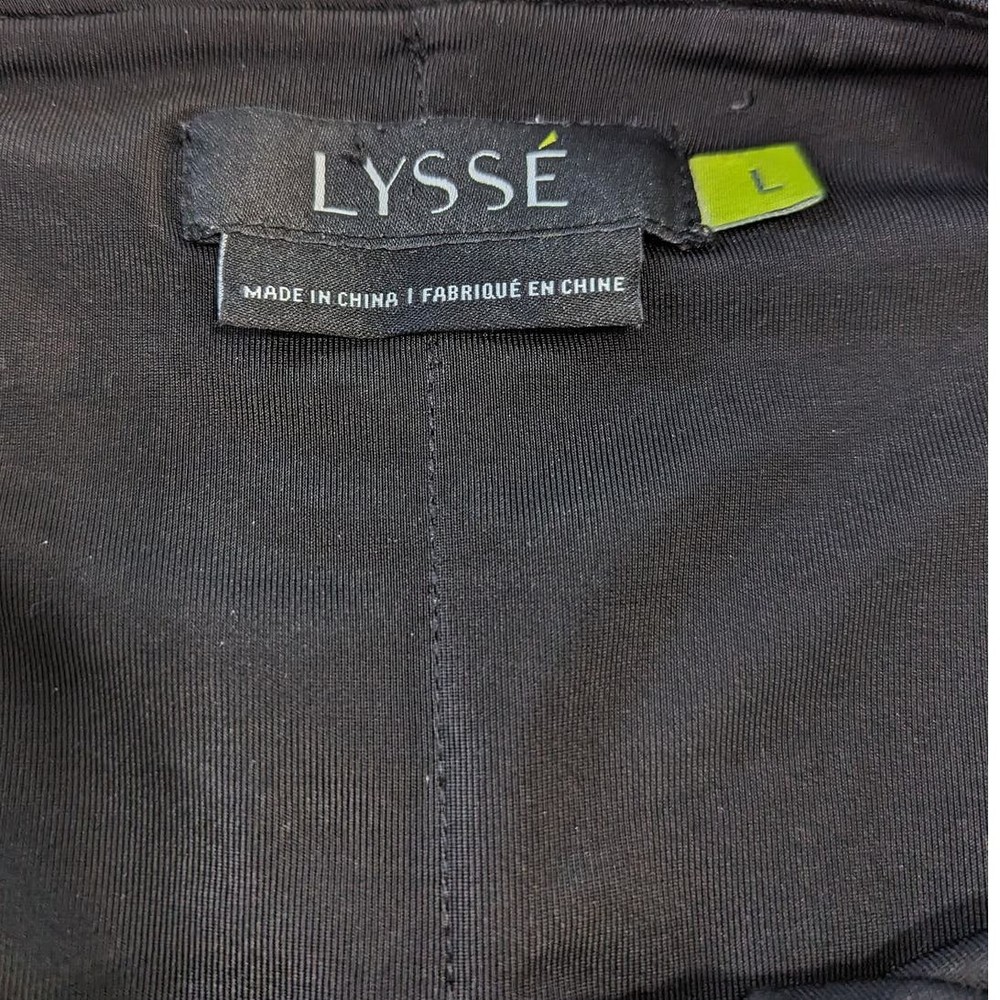 LYSSÉ
L
MADE IN CHINA | FABRIQUÉ EN CHINE